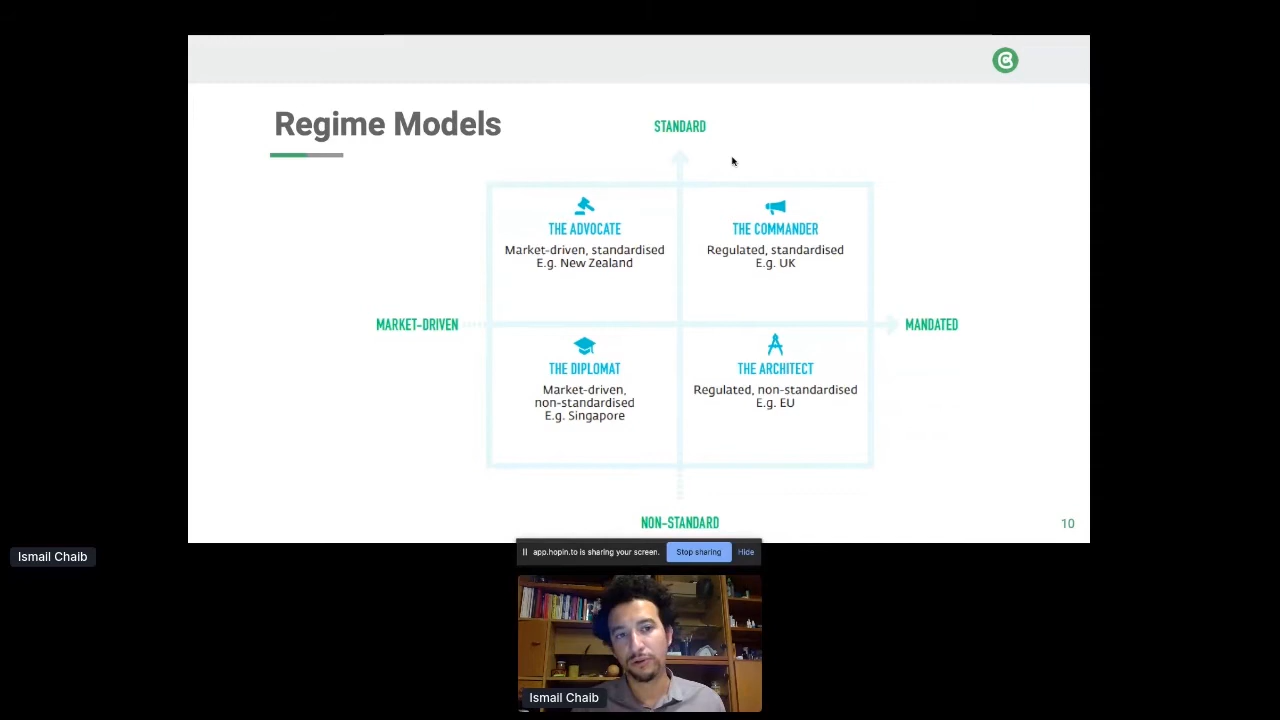 Regime Models
STANDARD
THE ADVOCATE
Market-driven, standardised
E.g. New Zealand
THE COMMANDER
Regulated, standardised
E.g. UK
MARKET-DRIVEN
MANDATED
THE DIPLOMAT
Market-driven,
non-standardised
E.g. Singapore
THE ARCHITECT
Regulated, non-standardised
E.g. EU
NON-STANDARD
10
Ismail Chaib
app.hopin.to is sharing your screen.
Stop sharing
Hide
Ismail Chaib